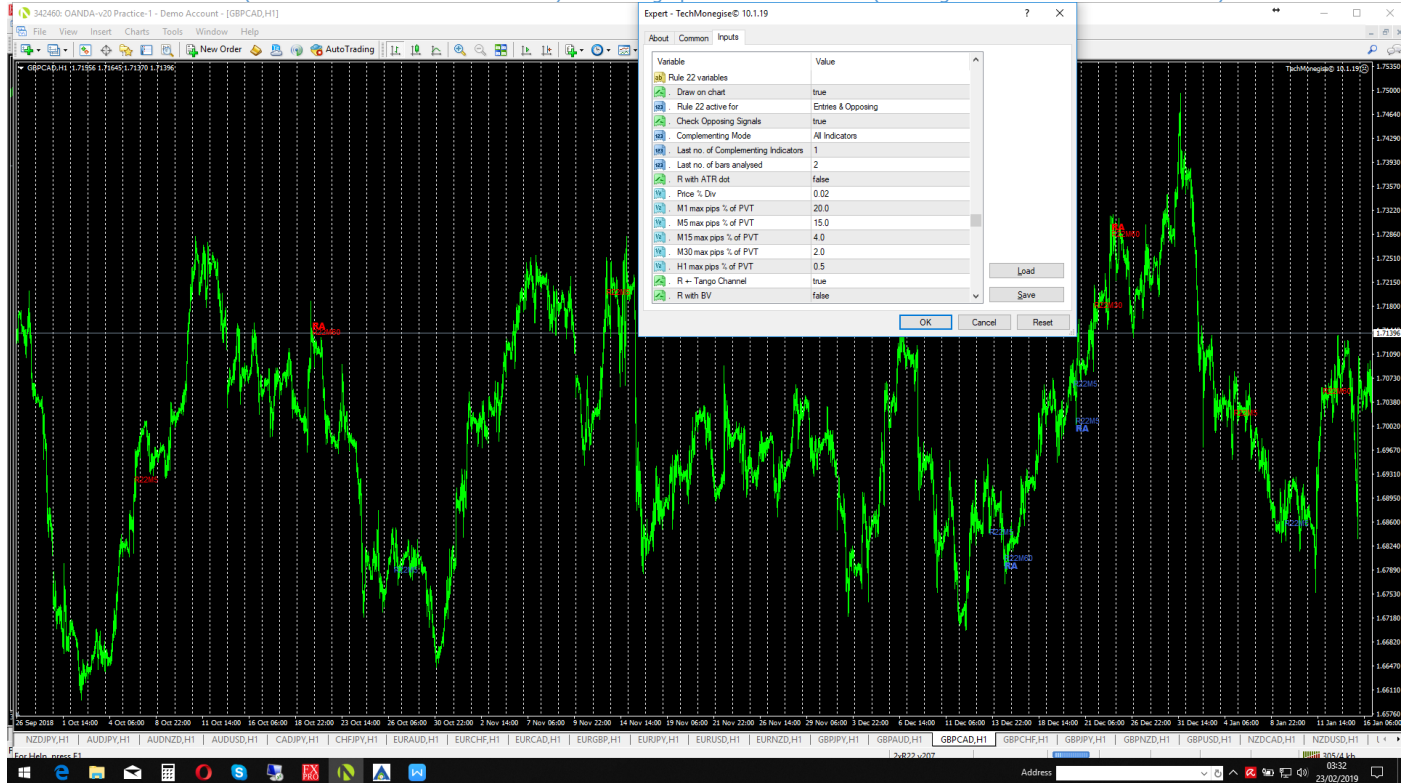 342460: OANDA-v20 Practice-1 - Demo Account - [GBPCAD,H1]
File View Insert Charts Tools Window Help
New Order AutoTrading
GBPCAD,H1 1.71356 1.71645 1.71370 1.71396
TechMonegise© 10.1.19
Expert - TechMonegise© 10.1.19
? X
About Common Inputs
Variable Value
Rule 22 variables
. Draw on chart true
. Rule 22 active for Entries & Opposing
. Check Opposing Signals true
. Complementing Mode All Indicators
. Last no. of Complementing Indicators 1
. Last no. of bars analysed 2
. R with ATR dot false
. Price % Div 0.02
. M1 max pips % of PVT 20.0
. M5 max pips % of PVT 15.0
. M15 max pips % of PVT 4.0
. M30 max pips % of PVT 2.0
. H1 max pips % of PVT 0.5
. R ← Tango Channel true
. R with BV false
Load
Save
OK Cancel Reset
1.75350
1.75000
1.74640
1.74290
1.73930
1.73570
1.73220
1.72860
1.72510
1.72150
1.71800
1.71396
1.71090
1.70730
1.70380
1.70020
1.69670
1.69310
1.68950
1.68600
1.68240
1.67890
1.67530
1.67180
1.66820
1.66470
1.66110
1.65760
RA
RA
R22M5
R22M5
RA
RA
26 Sep 2018 1 Oct 14:00 4 Oct 06:00 8 Oct 22:00 11 Oct 14:00 16 Oct 06:00 18 Oct 22:00 23 Oct 14:00 26 Oct 06:00 30 Oct 22:00 2 Nov 14:00 7 Nov 06:00 9 Nov 22:00 14 Nov 14:00 19 Nov 06:00 21 Nov 22:00 26 Nov 14:00 29 Nov 06:00 3 Dec 22:00 6 Dec 14:00 11 Dec 06:00 13 Dec 22:00 18 Dec 14:00 21 Dec 06:00 26 Dec 22:00 31 Dec 14:00 4 Jan 06:00 8 Jan 22:00 11 Jan 14:00 16 Jan 06:00
NZDJPY,H1 AUDJPY,H1 AUDNZD,H1 AUDUSD,H1 CADJPY,H1 CHFJPY,H1 EURAUD,H1 EURCHF,H1 EURCAD,H1 EURGBP,H1 EURJPY,H1 EURUSD,H1 EURNZD,H1 GBPJPY,H1 GBPAUD,H1 GBPCAD,H1 GBPCHF,H1 GBPJPY,H1 GBPNZD,H1 GBPUSD,H1 NZDCAD,H1 NZDUSD,H1
For Help, press F1 2xR22 v207 305/4 kb
Address
03:32
23/02/2019